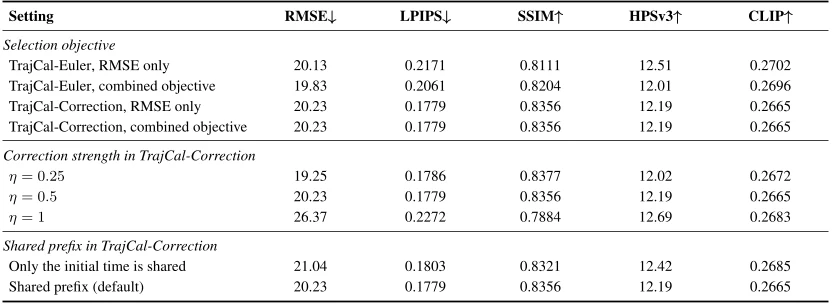 Setting RMSE↓ LPIPS↓ SSIM↑ HPSv3↑ CLIP↑
Selection objective
TrajCal-Euler, RMSE only 20.13 0.2171 0.8111 12.51 0.2702
TrajCal-Euler, combined objective 19.83 0.2061 0.8204 12.01 0.2696
TrajCal-Correction, RMSE only 20.23 0.1779 0.8356 12.19 0.2665
TrajCal-Correction, combined objective 20.23 0.1779 0.8356 12.19 0.2665
Correction strength in TrajCal-Correction
η = 0.25 19.25 0.1786 0.8377 12.02 0.2672
η = 0.5 20.23 0.1779 0.8356 12.19 0.2665
η = 1 26.37 0.2272 0.7884 12.69 0.2683
Shared prefix in TrajCal-Correction
Only the initial time is shared 21.04 0.1803 0.8321 12.42 0.2685
Shared prefix (default) 20.23 0.1779 0.8356 12.19 0.2665